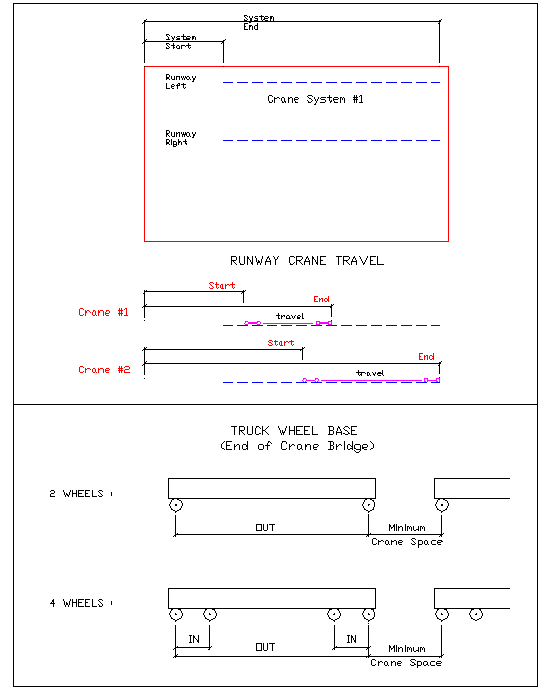 System
End
System
Start
Runway
Left
Crane System #1
Runway
Right
RUNWAY CRANE TRAVEL
Start
End
Crane #1
travel
Start
End
Crane #2
travel
TRUCK WHEEL BASE
(End of Crane Bridge)
2 WHEELS :
OUT
Minimum
Crane Space
4 WHEELS :
IN
IN
OUT
Minimum
Crane Space